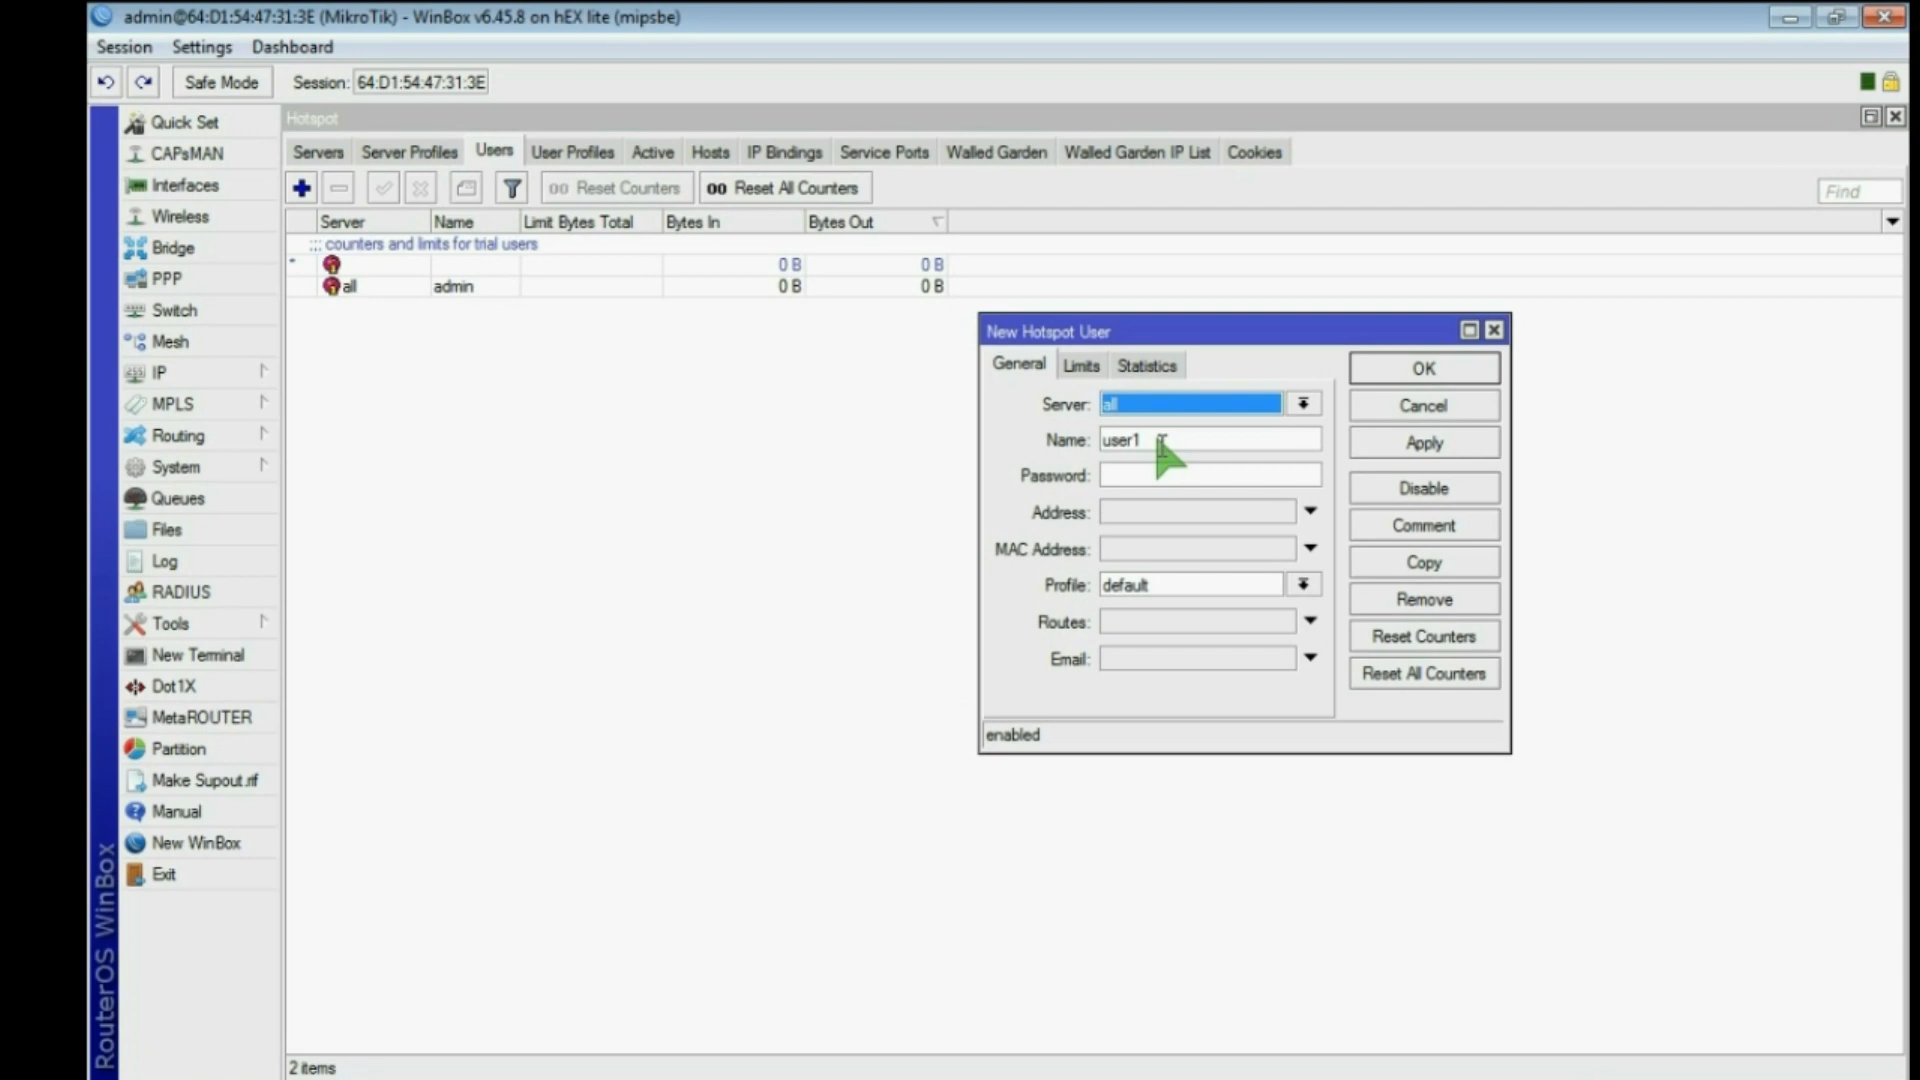 admin@64:D1:54:47:31:3E (MikroTik) - WinBox v6.45.8 on hEX lite (mipsbe)
Session Settings Dashboard
Safe Mode Session: 64:D1:54:47:31:3E
Hotspot
Servers Server Profiles Users User Profiles Active Hosts IP Bindings Service Ports Walled Garden Walled Garden IP List Cookies
00 Reset Counters 00 Reset All Counters Find
Server Name Limit Bytes Total Bytes In Bytes Out
::: counters and limits for trial users
* 0 B 0 B
all admin 0 B 0 B
Quick Set
CAPsMAN
Interfaces
Wireless
Bridge
PPP
Switch
Mesh
IP
MPLS
Routing
System
Queues
Files
Log
RADIUS
Tools
New Terminal
Dot1X
MetaROUTER
Partition
Make Supout.rif
Manual
New WinBox
Exit
RouterOS WinBox
New Hotspot User
General Limits Statistics
Server: all
Name: user1
Password:
Address:
MAC Address:
Profile: default
Routes:
Email:
OK
Cancel
Apply
Disable
Comment
Copy
Remove
Reset Counters
Reset All Counters
enabled
2 items